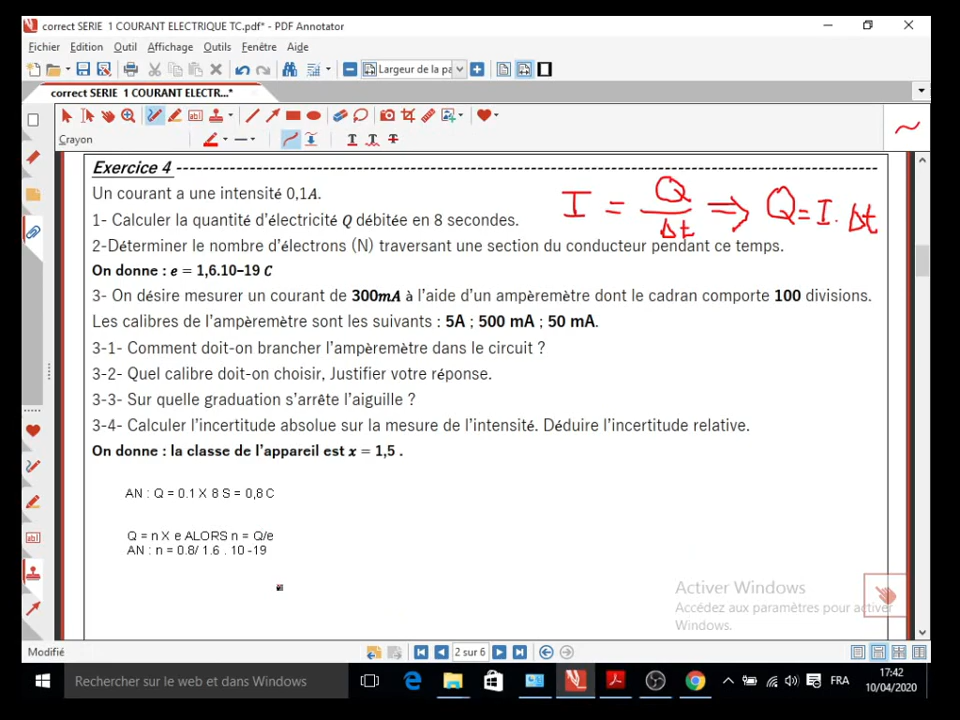 correct SERIE 1 COURANT ELECTRIQUE TC.pdf* - PDF Annotator
Fichier Edition Outil Affichage Outils Fenêtre Aide
Largeur de la pa
correct SERIE 1 COURANT ELECTR...*
Crayon
Exercice 4
Un courant a une intensité 0,1A.
I = Q/Δt ⇒ Q = I . Δt
1- Calculer la quantité d'électricité Q débitée en 8 secondes.
2-Déterminer le nombre d'électrons (N) traversant une section du conducteur pendant ce temps.
On donne : e = 1,6.10−19 C
3- On désire mesurer un courant de 300mA à l'aide d'un ampèremètre dont le cadran comporte 100 divisions.
Les calibres de l'ampèremètre sont les suivants : 5A ; 500 mA ; 50 mA.
3-1- Comment doit-on brancher l'ampèremètre dans le circuit ?
3-2- Quel calibre doit-on choisir, Justifier votre réponse.
3-3- Sur quelle graduation s'arrête l'aiguille ?
3-4- Calculer l'incertitude absolue sur la mesure de l'intensité. Déduire l'incertitude relative.
On donne : la classe de l'appareil est x = 1,5 .
AN : Q = 0.1 X 8 S = 0,8 C
Q = n X e ALORS n = Q/e
AN : n = 0.8/ 1.6 . 10 -19
Activer Windows
Accédez aux paramètres pour activer
Windows.
Modifié
2 sur 6
Rechercher sur le web et dans Windows
FRA
17:42
10/04/2020